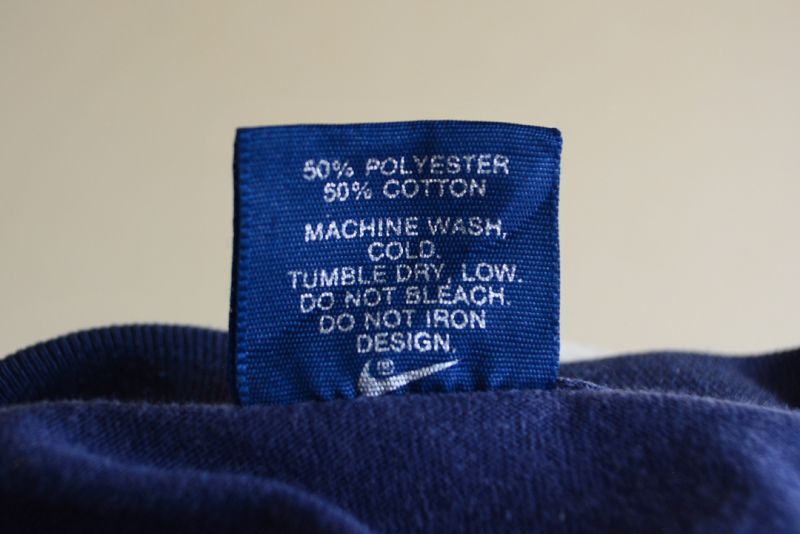 50% POLYESTER
50% COTTON
MACHINE WASH,
COLD.
TUMBLE DRY, LOW.
DO NOT BLEACH.
DO NOT IRON
DESIGN.
®